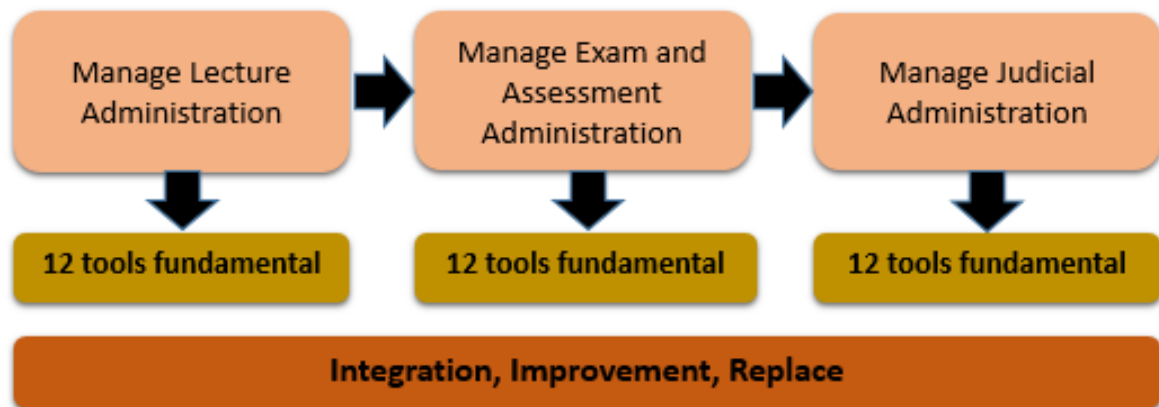 Manage Lecture
Administration
Manage Exam and
Assessment
Administration
Manage Judicial
Administration
12 tools fundamental
12 tools fundamental
12 tools fundamental
Integration, Improvement, Replace